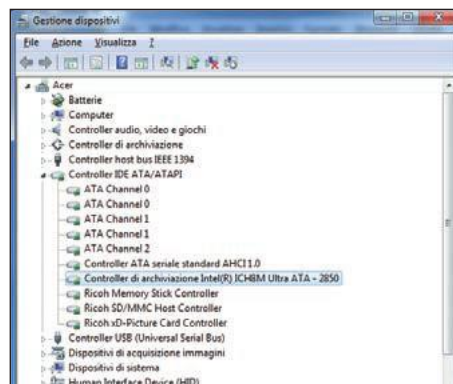 Gestione dispositivi
File Azione Visualizza ?
Acer
Batterie
Computer
Controller audio, video e giochi
Controller di archiviazione
Controller host bus IEEE 1394
Controller IDE ATA/ATAPI
ATA Channel 0
ATA Channel 0
ATA Channel 1
ATA Channel 1
ATA Channel 2
Controller ATA seriale standard AHCI 1.0
Controller di archiviazione Intel(R) ICH8M Ultra ATA - 2850
Ricoh Memory Stick Controller
Ricoh SD/MMC Host Controller
Ricoh xD-Picture Card Controller
Controller USB (Universal Serial Bus)
Dispositivi di acquisizione immagini
Dispositivi di sistema
Human Interface Device (HID)